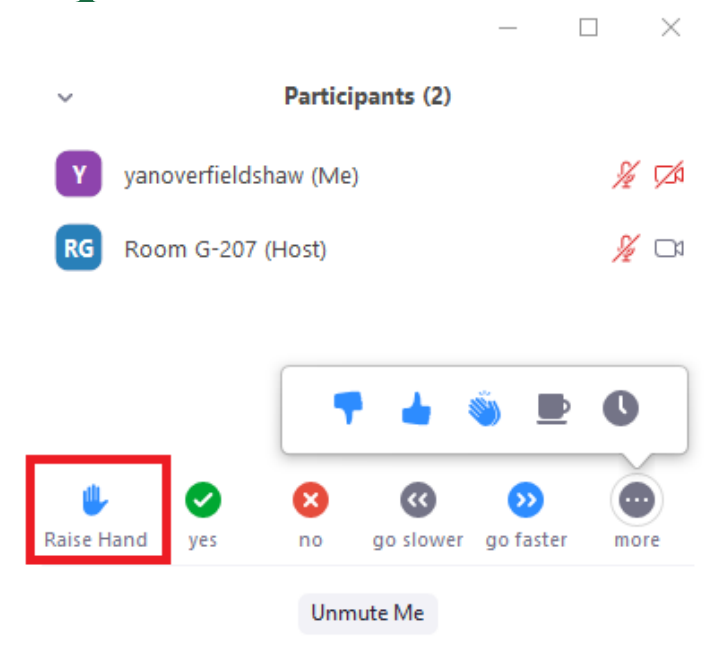 Participants (2)
Y yanoverfieldshaw (Me)
RG Room G-207 (Host)
Raise Hand yes no go slower go faster more
Unmute Me